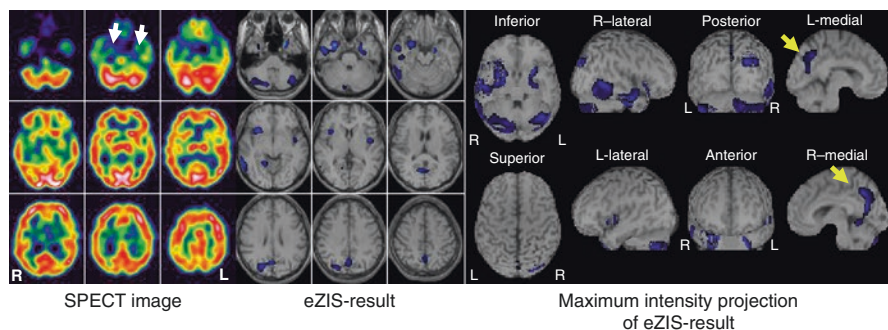 Inferior R–lateral Posterior L-medial
L R
R L
Superior L-lateral Anterior R–medial
R L
R L
L R
SPECT image eZIS-result Maximum intensity projection
of eZIS-result